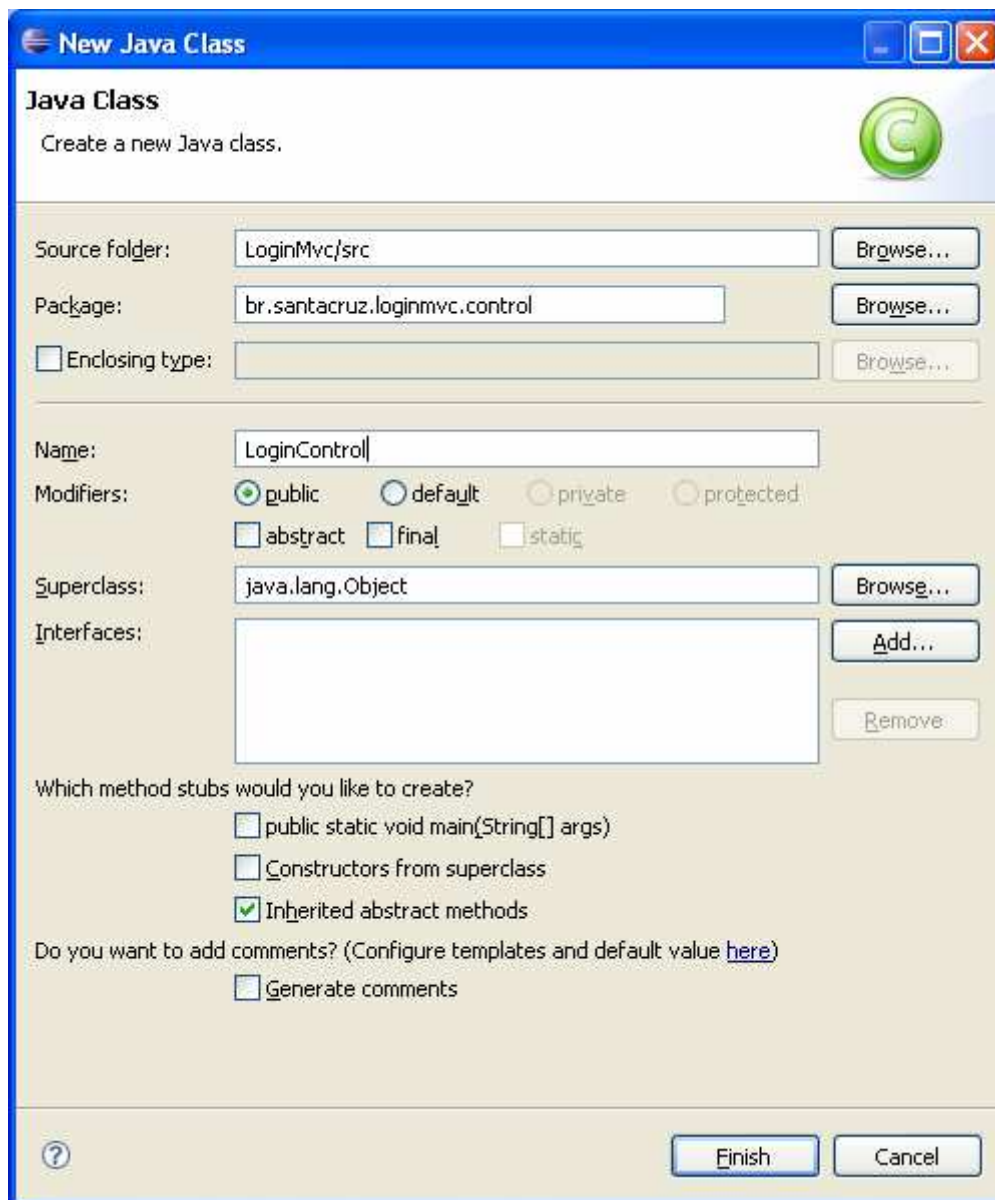 New Java Class
Java Class
Create a new Java class.
C
Source folder: LoginMvc/src Browse...
Package: br.santacruz.loginmvc.control Browse...
Enclosing type: Browse...
Name: LoginControl
Modifiers: public default private protected
abstract final static
Superclass: java.lang.Object Browse...
Interfaces: Add...
Remove
Which method stubs would you like to create?
public static void main(String[] args)
Constructors from superclass
Inherited abstract methods
Do you want to add comments? (Configure templates and default value here)
Generate comments
? Finish Cancel